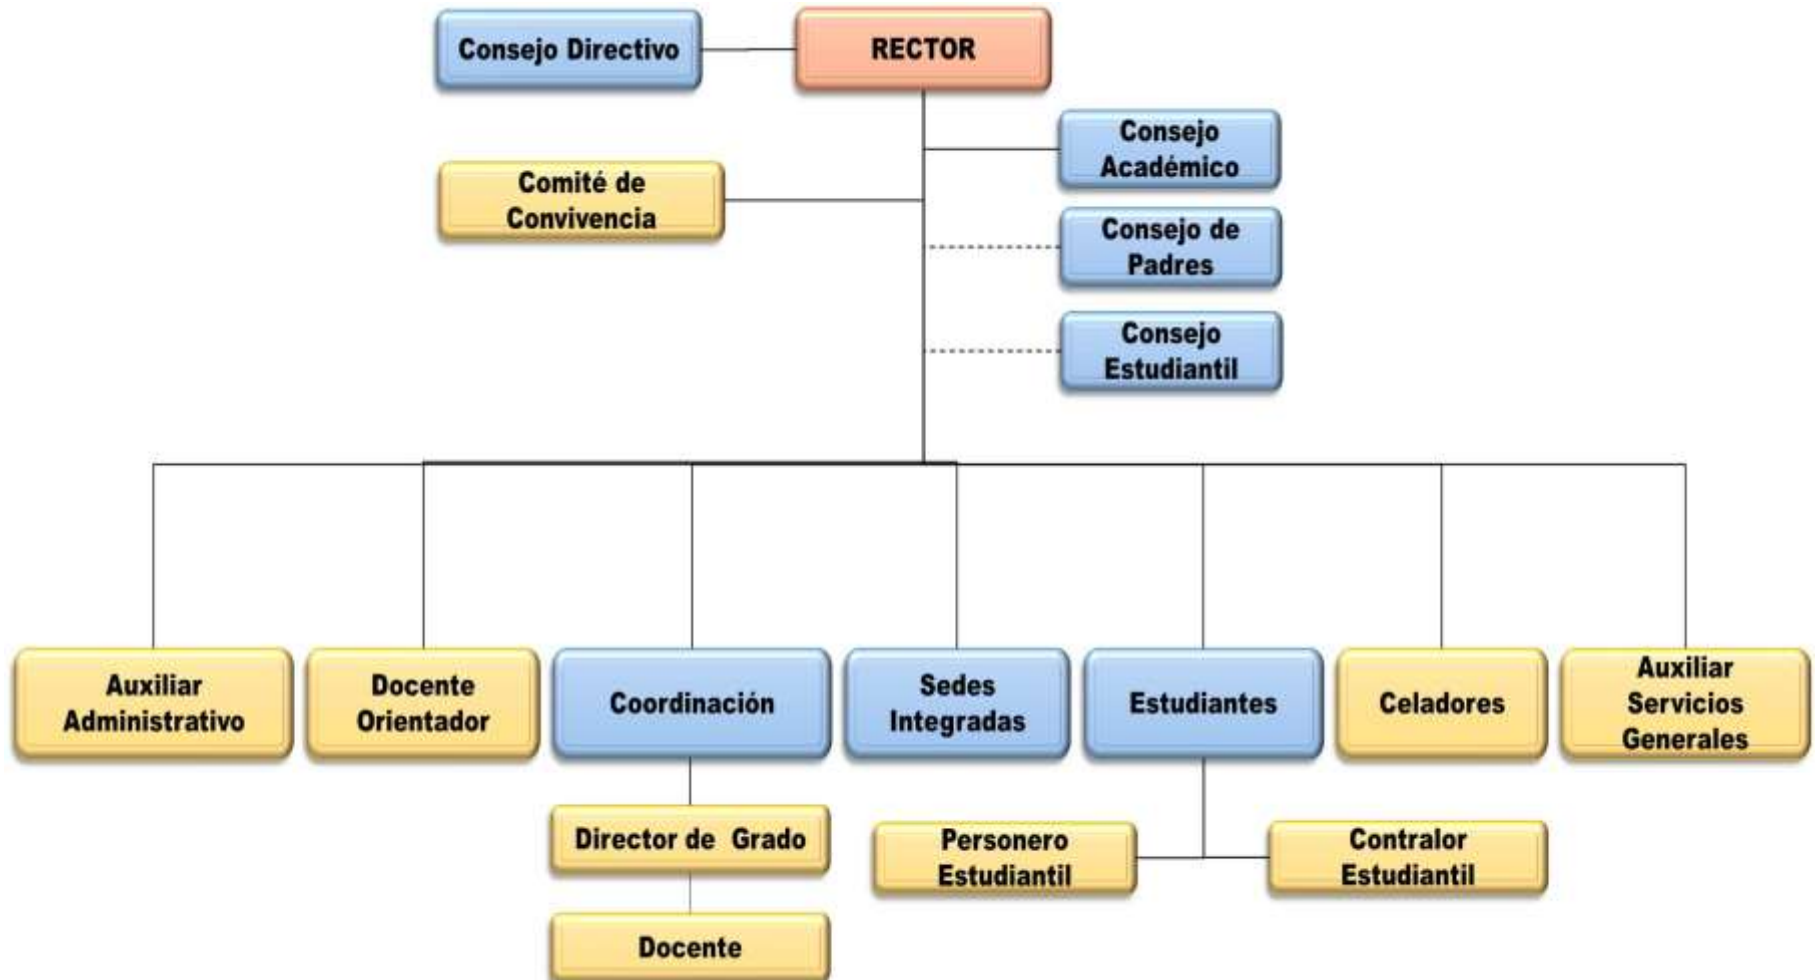 Consejo Directivo
RECTOR
Consejo
Académico
Comité de
Convivencia
Consejo de
Padres
Consejo
Estudiantil
Auxiliar
Administrativo
Docente
Orientador
Coordinación
Sedes
Integradas
Estudiantes
Celadores
Auxiliar
Servicios
Generales
Director de  Grado
Personero
Estudiantil
Contralor
Estudiantil
Docente